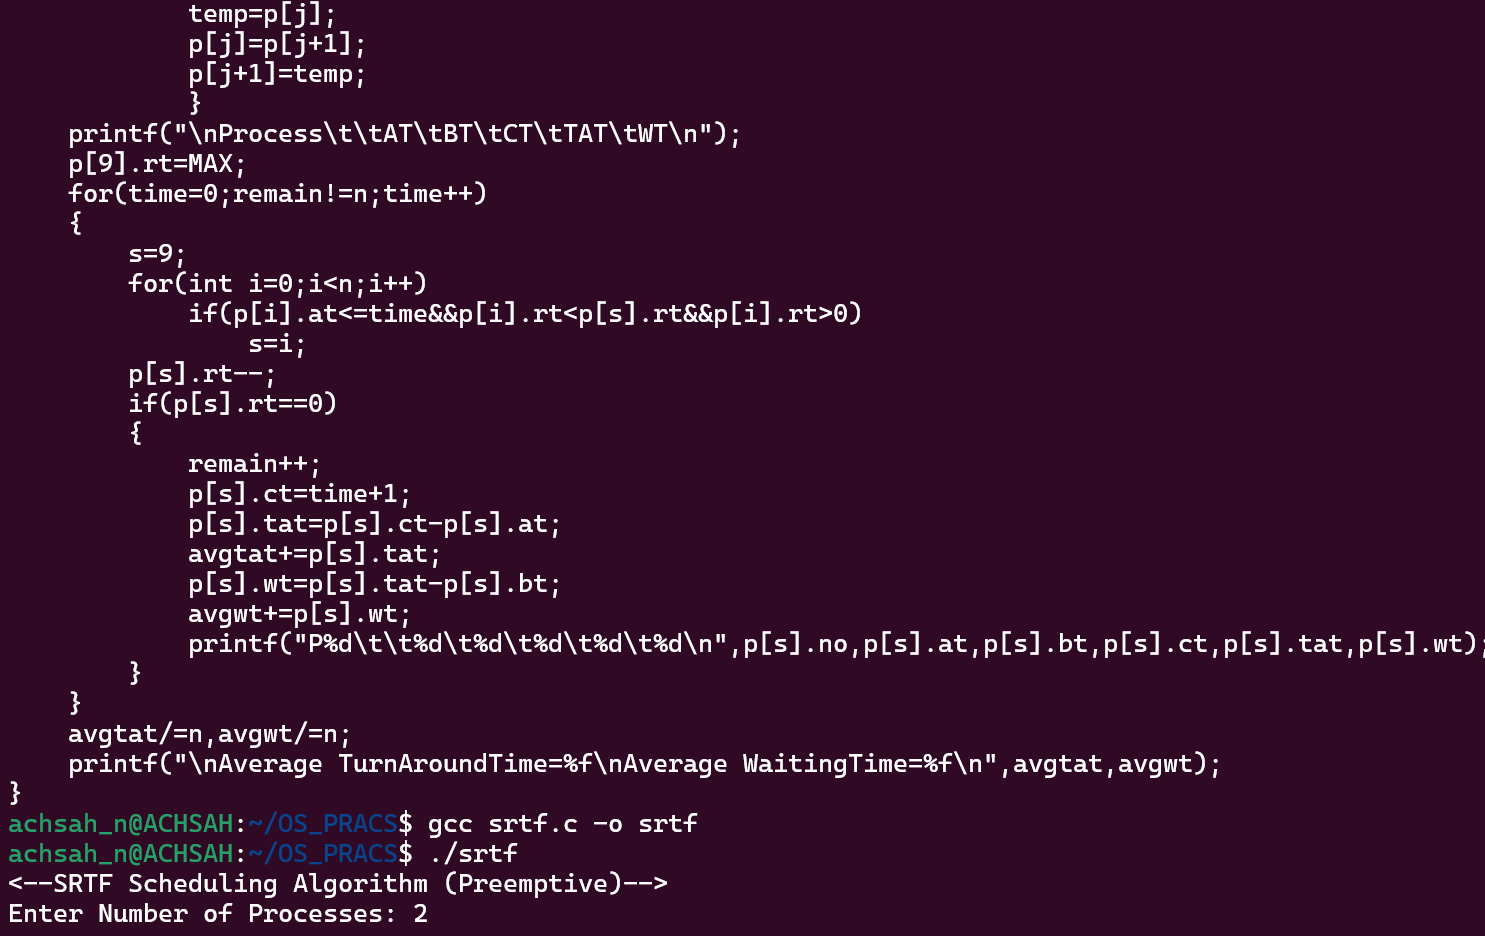 temp=p[j];
p[j]=p[j+1];
p[j+1]=temp;
}
printf("\nProcess\t\tAT\tBT\tCT\tTAT\tWT\n");
p[9].rt=MAX;
for(time=0;remain!=n;time++)
{
s=9;
for(int i=0;i<n;i++)
if(p[i].at<=time&&p[i].rt<p[s].rt&&p[i].rt>0)
s=i;
p[s].rt--;
if(p[s].rt==0)
{
remain++;
p[s].ct=time+1;
p[s].tat=p[s].ct-p[s].at;
avgtat+=p[s].tat;
p[s].wt=p[s].tat-p[s].bt;
avgwt+=p[s].wt;
printf("P%d\t\t%d\t%d\t%d\t%d\t%d\n",p[s].no,p[s].at,p[s].bt,p[s].ct,p[s].tat,p[s].wt);
}
}
avgtat/=n,avgwt/=n;
printf("\nAverage TurnAroundTime=%f\nAverage WaitingTime=%f\n",avgtat,avgwt);
}
achsah_n@ACHSAH:~/OS_PRACS$ gcc srtf.c -o srtf
achsah_n@ACHSAH:~/OS_PRACS$ ./srtf
<--SRTF Scheduling Algorithm (Preemptive)-->
Enter Number of Processes: 2